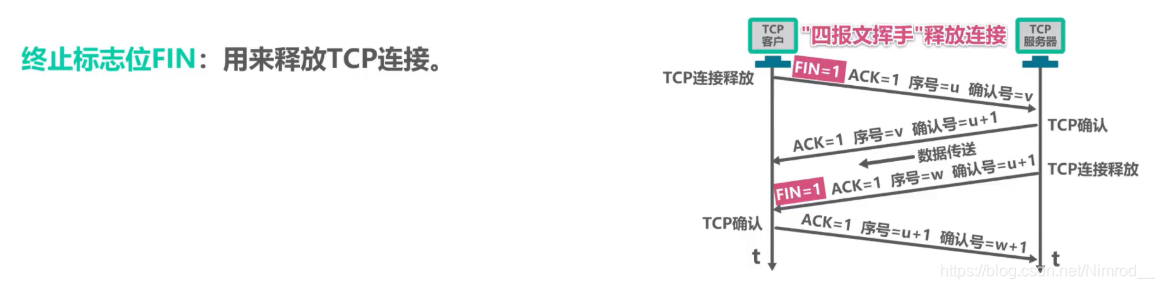 终止标志位FIN：用来释放TCP连接。
TCP
客户
"四报文挥手"释放连接
TCP
服务器
TCP连接释放
FIN=1 ACK=1 序号=u 确认号=v
TCP确认
ACK=1 序号=v 确认号=u+1
数据传送
TCP连接释放
FIN=1 ACK=1 序号=w 确认号=u+1
TCP确认
ACK=1 序号=u+1 确认号=w+1
t
t
https://blog.csdn.net/Nimrod__